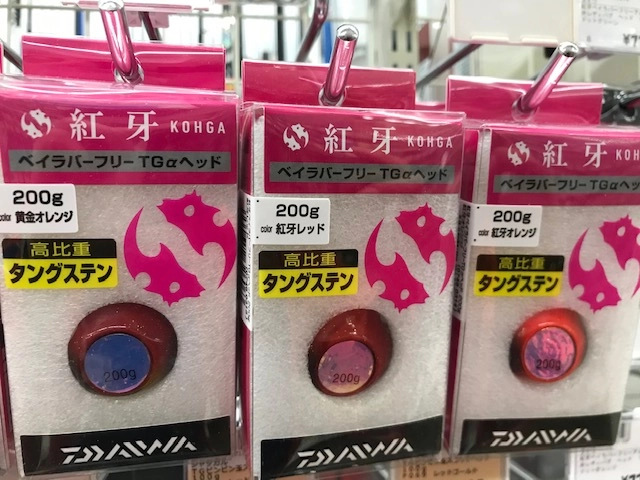 紅牙 KOHGA
ベイラバーフリーTGαヘッド
200g
color 黄金オレンジ
高比重
タングステン
200g
DAIWA
紅牙 KOHGA
ベイラバーフリーTGαヘッド
200g
color 紅牙レッド
高比重
タングステン
200g
DAIWA
紅牙 KOHGA
ベイラバーフリーTGαヘッド
200g
color 紅牙オレンジ
高比重
タングステン
200g
DAIWA